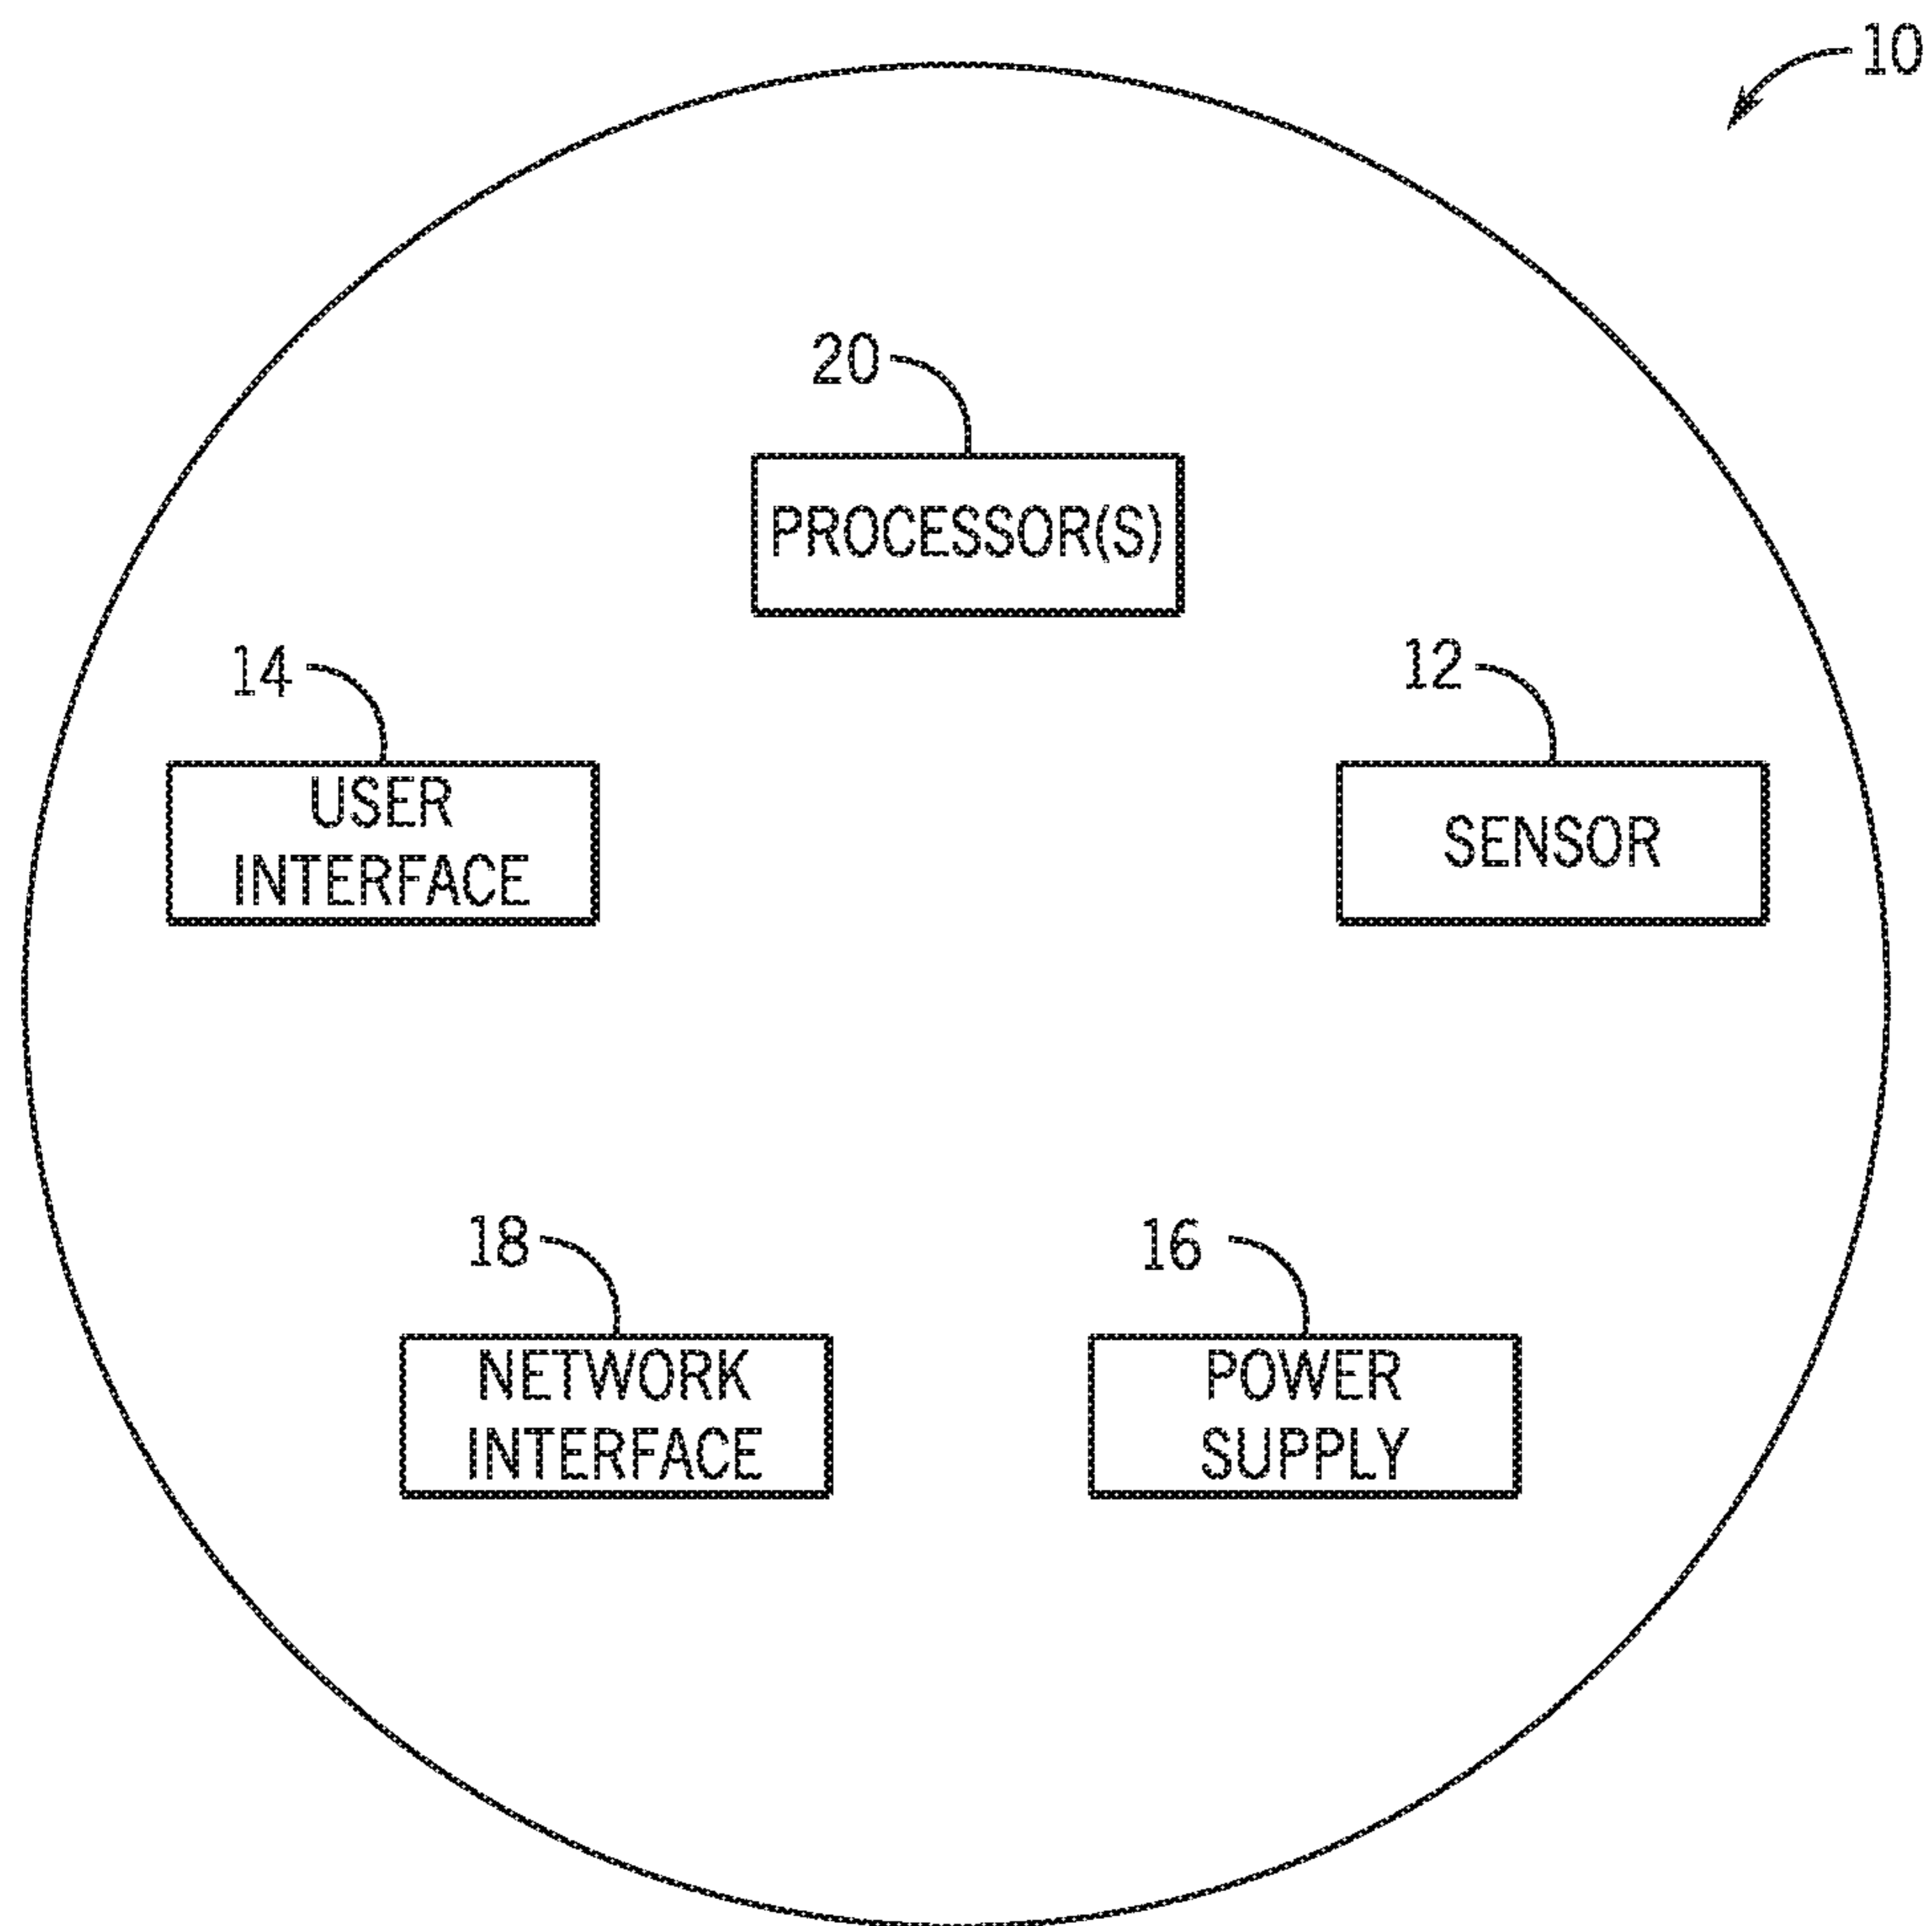 10
20
PROCESSOR(S)
14
USER
INTERFACE
12
SENSOR
18
NETWORK
INTERFACE
16
POWER
SUPPLY